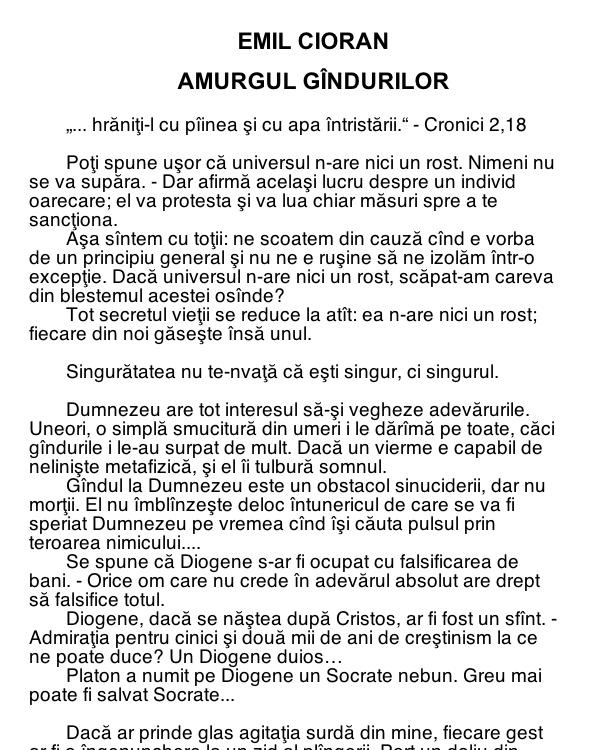 EMIL CIORAN
AMURGUL GÎNDURILOR
„... hrăniţi-l cu pîinea şi cu apa întristării.“ - Cronici 2,18
Poţi spune uşor că universul n-are nici un rost. Nimeni nu
se va supăra. - Dar afirmă acelaşi lucru despre un individ
oarecare; el va protesta şi va lua chiar măsuri spre a te
sancţiona.
Aşa sîntem cu toţii: ne scoatem din cauză cînd e vorba
de un principiu general şi nu ne e ruşine să ne izolăm într-o
excepţie. Dacă universul n-are nici un rost, scăpat-am careva
din blestemul acestei osînde?
Tot secretul vieţii se reduce la atît: ea n-are nici un rost;
fiecare din noi găseşte însă unul.
Singurătatea nu te-nvaţă că eşti singur, ci singurul.
Dumnezeu are tot interesul să-şi vegheze adevărurile.
Uneori, o simplă smucitură din umeri i le dărîmă pe toate, căci
gîndurile i le-au surpat de mult. Dacă un vierme e capabil de
nelinişte metafizică, şi el îi tulbură somnul.
Gîndul la Dumnezeu este un obstacol sinuciderii, dar nu
morţii. El nu îmblînzeşte deloc întunericul de care se va fi
speriat Dumnezeu pe vremea cînd îşi căuta pulsul prin
teroarea nimicului....
Se spune că Diogene s-ar fi ocupat cu falsificarea de
bani. - Orice om care nu crede în adevărul absolut are drept
să falsifice totul.
Diogene, dacă se năştea după Cristos, ar fi fost un sfînt. -
Admiraţia pentru cinici şi două mii de ani de creştinism la ce
ne poate duce? Un Diogene duios…
Platon a numit pe Diogene un Socrate nebun. Greu mai
poate fi salvat Socrate...
Dacă ar prinde glas agitaţia surdă din mine, fiecare gest